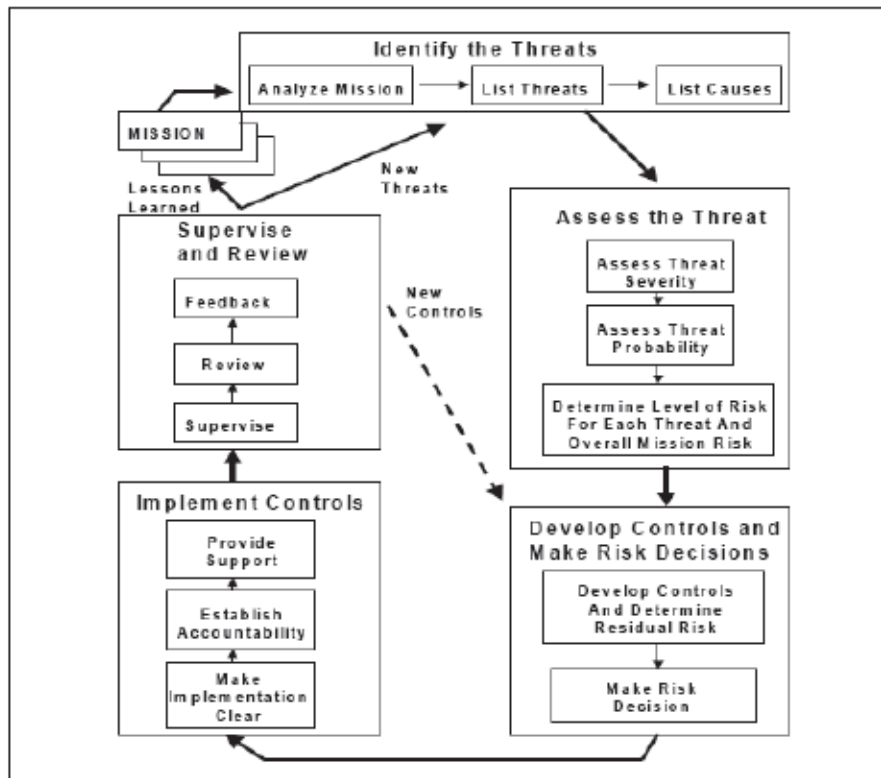 Identify the Threats
Analyze Mission
List Threats
List Causes
MISSION
Lessons
Learned
New
Threats
Assess the Threat
Assess Threat
Severity
Assess Threat
Probability
Determine Level of Risk
For Each Threat And
Overall Mission Risk
Supervise
and Review
Feedback
Review
Supervise
New
Controls
Implement Controls
Provide
Support
Establish
Accountability
Make
Implementation
Clear
Develop Controls and
Make Risk Decisions
Develop Controls
And Determine
Residual Risk
Make Risk
Decision